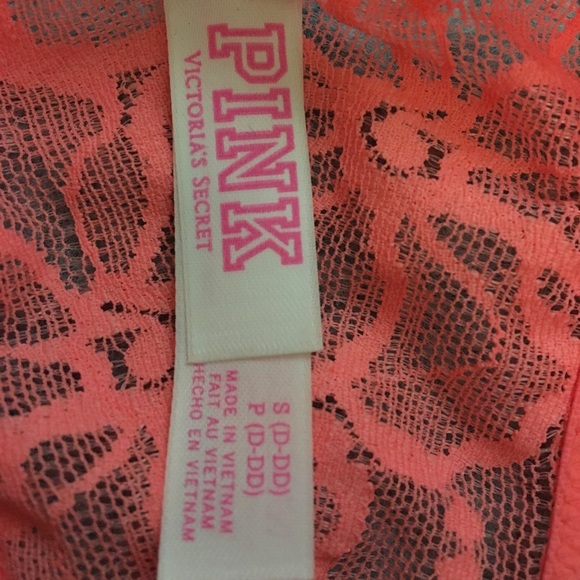 PINK
VICTORIA'S SECRET
S (D-DD)
P (D-DD)
MADE IN VIETNAM
FAIT AU VIETNAM
HECHO EN VIETNAM